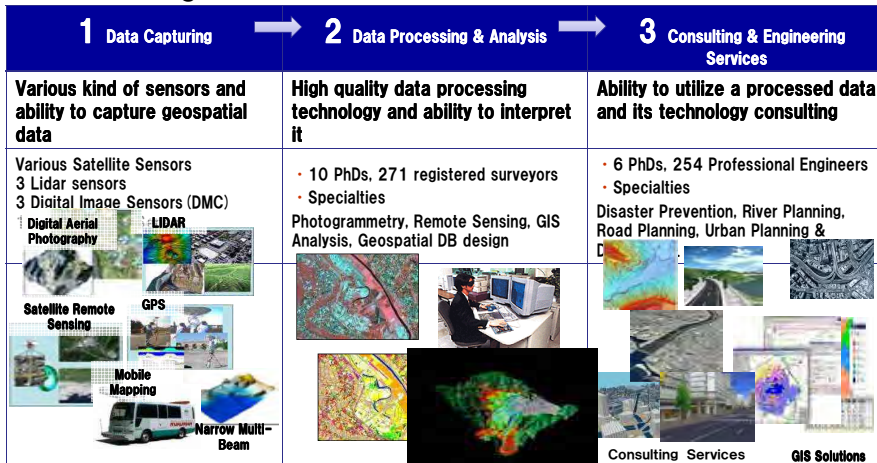 1 Data Capturing
2 Data Processing & Analysis
3 Consulting & Engineering
Services
Various kind of sensors and
ability to capture geospatial
data
High quality data processing
technology and ability to interpret
it
Ability to utilize a processed data
and its technology consulting
Various Satellite Sensors
3 Lidar sensors
3 Digital Image Sensors (DMC)
・10 PhDs, 271 registered surveyors
・Specialties
Photogrammetry, Remote Sensing, GIS
Analysis, Geospatial DB design
・6 PhDs, 254 Professional Engineers
・Specialties
Disaster Prevention, River Planning,
Road Planning, Urban Planning &
Digital Aerial
Photography
LIDAR
Satellite Remote
Sensing
GPS
Mobile
Mapping
Narrow Multi-
Beam
Consulting Services
GIS Solutions